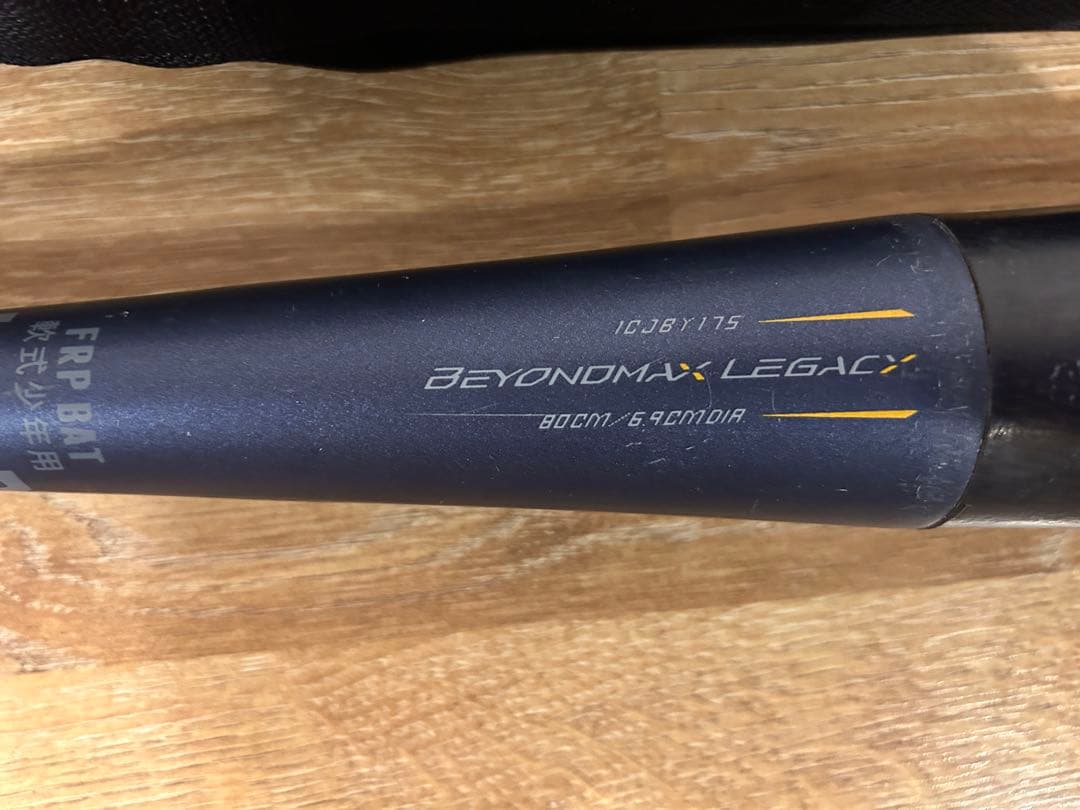 1CJBY175
BEYONDMAX LEGACY
80CM/6.9CMDIA
FRP BAT
軟式少年用